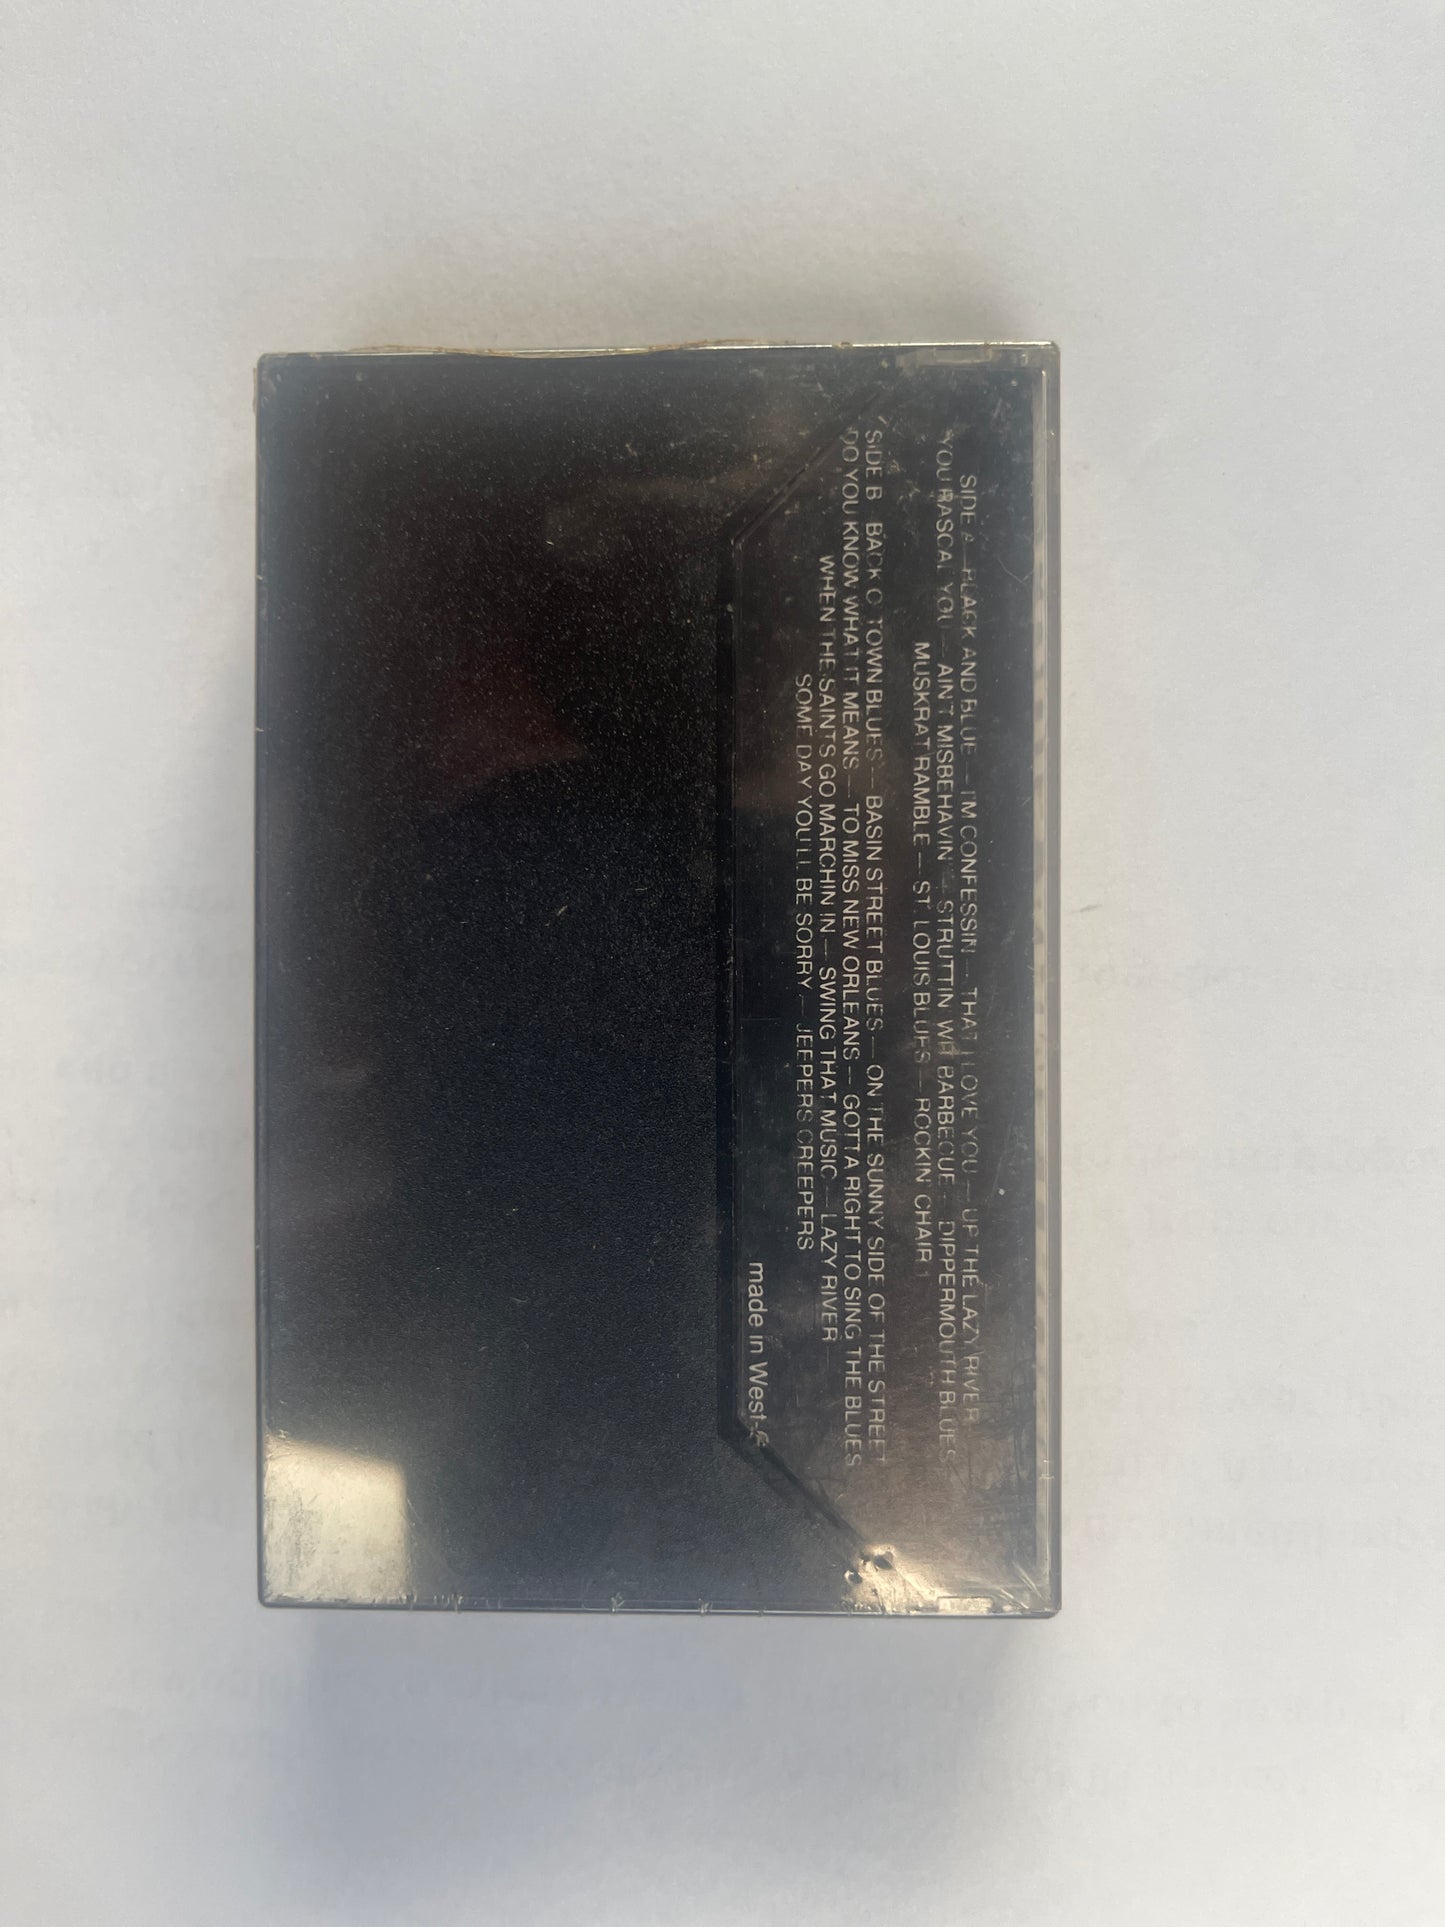 SIDE A — BLACK AND BLUE — I'M CONFESSIN — THAT I LOVE YOU — UP THE LAZY RIVER
YOU RASCAL YOU — AIN'T MISBEHAVIN — STRUTTIN WIT BARBECUE — DIPPERMOUTH BLUES
MUSKRAT RAMBLE — ST. LOUIS BLUES — ROCKIN' CHAIR
SIDE B BACK O TOWN BLUES — BASIN STREET BLUES — ON THE SUNNY SIDE OF THE STREET
DO YOU KNOW WHAT IT MEANS — TO MISS NEW ORLEANS — GOTTA RIGHT TO SING THE BLUES
WHEN THE SAINTS GO MARCHIN IN — SWING THAT MUSIC — LAZY RIVER —
SOME DAY YOU'LL BE SORRY — JEEPERS CREEPERS
made in West-